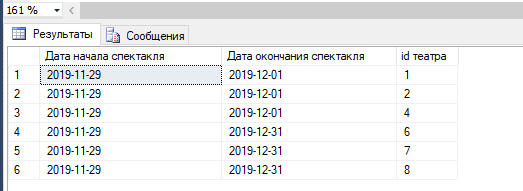 161 %
Результаты Сообщения
Дата начала спектакля Дата окончания спектакля id театра
1 2019-11-29 2019-12-01 1
2 2019-11-29 2019-12-01 2
3 2019-11-29 2019-12-01 4
4 2019-11-29 2019-12-31 6
5 2019-11-29 2019-12-31 7
6 2019-11-29 2019-12-31 8